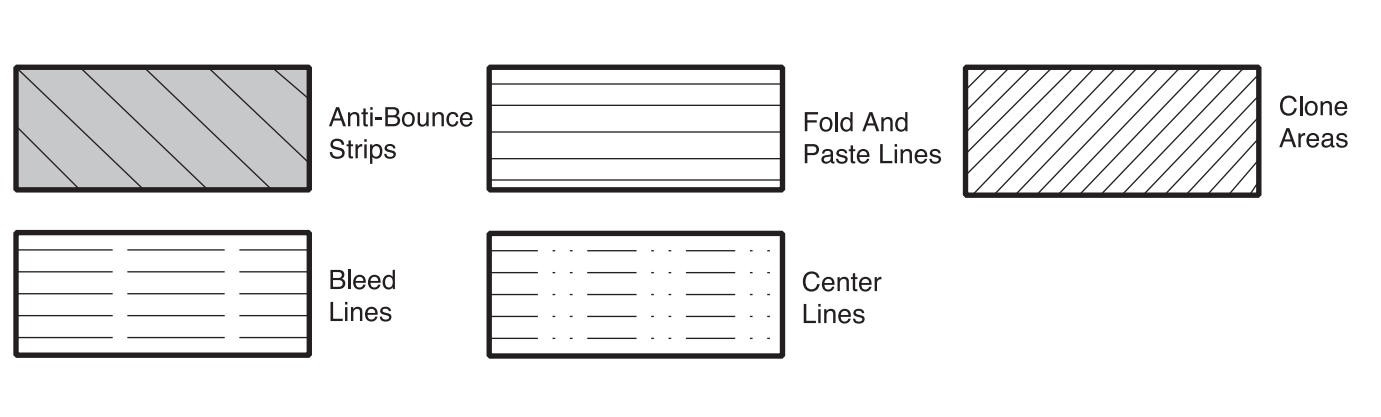 Anti-Bounce
Strips
Fold And
Paste Lines
Clone
Areas
Bleed
Lines
Center
Lines